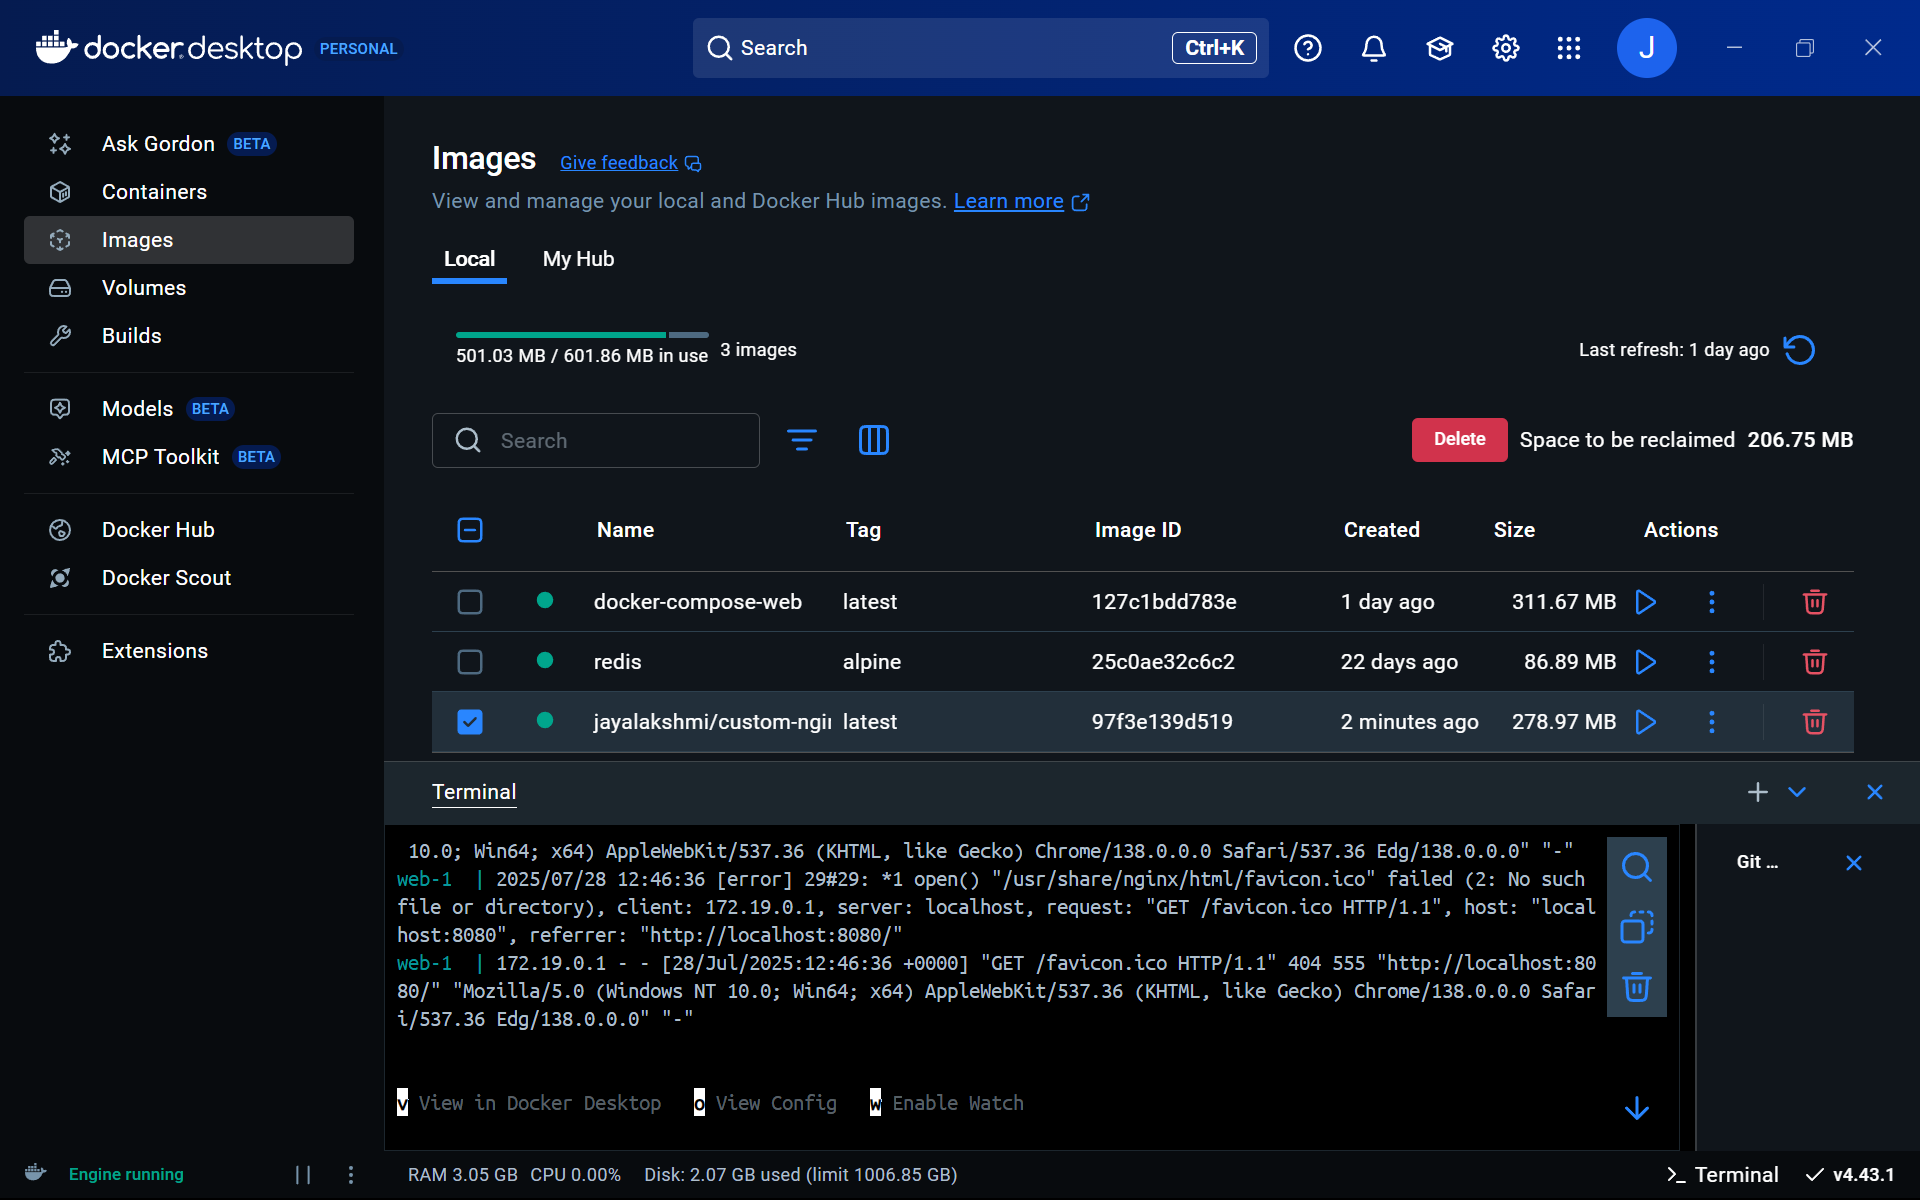 docker desktop PERSONAL
Search Ctrl+K
J
Ask Gordon BETA
Containers
Images
Volumes
Builds
Models BETA
MCP Toolkit BETA
Docker Hub
Docker Scout
Extensions
Images Give feedback
View and manage your local and Docker Hub images. Learn more
Local My Hub
501.03 MB / 601.86 MB in use 3 images
Last refresh: 1 day ago
Search
Delete Space to be reclaimed 206.75 MB
Name Tag Image ID Created Size Actions
docker-compose-web latest 127c1bdd783e 1 day ago 311.67 MB
redis alpine 25c0ae32c6c2 22 days ago 86.89 MB
jayalakshmi/custom-ngin latest 97f3e139d519 2 minutes ago 278.97 MB
Terminal
10.0; Win64; x64) AppleWebKit/537.36 (KHTML, like Gecko) Chrome/138.0.0.0 Safari/537.36 Edg/138.0.0.0" "-"
web-1 | 2025/07/28 12:46:36 [error] 29#29: *1 open() "/usr/share/nginx/html/favicon.ico" failed (2: No such
file or directory), client: 172.19.0.1, server: localhost, request: "GET /favicon.ico HTTP/1.1", host: "local
host:8080", referrer: "http://localhost:8080/"
web-1 | 172.19.0.1 - - [28/Jul/2025:12:46:36 +0000] "GET /favicon.ico HTTP/1.1" 404 555 "http://localhost:80
80/" "Mozilla/5.0 (Windows NT 10.0; Win64; x64) AppleWebKit/537.36 (KHTML, like Gecko) Chrome/138.0.0.0 Safar
i/537.36 Edg/138.0.0.0" "-"
Git ...
v View in Docker Desktop o View Config w Enable Watch
Engine running
RAM 3.05 GB CPU 0.00% Disk: 2.07 GB used (limit 1006.85 GB)
>_ Terminal v4.43.1